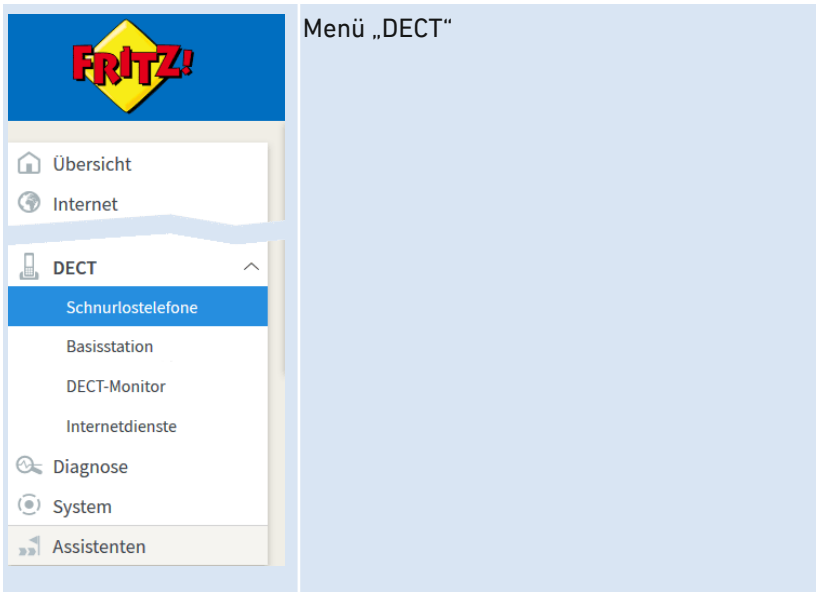 FRITZ!
Menü „DECT“
Übersicht
Internet
DECT
Schnurlostelefone
Basisstation
DECT-Monitor
Internetdienste
Diagnose
System
Assistenten